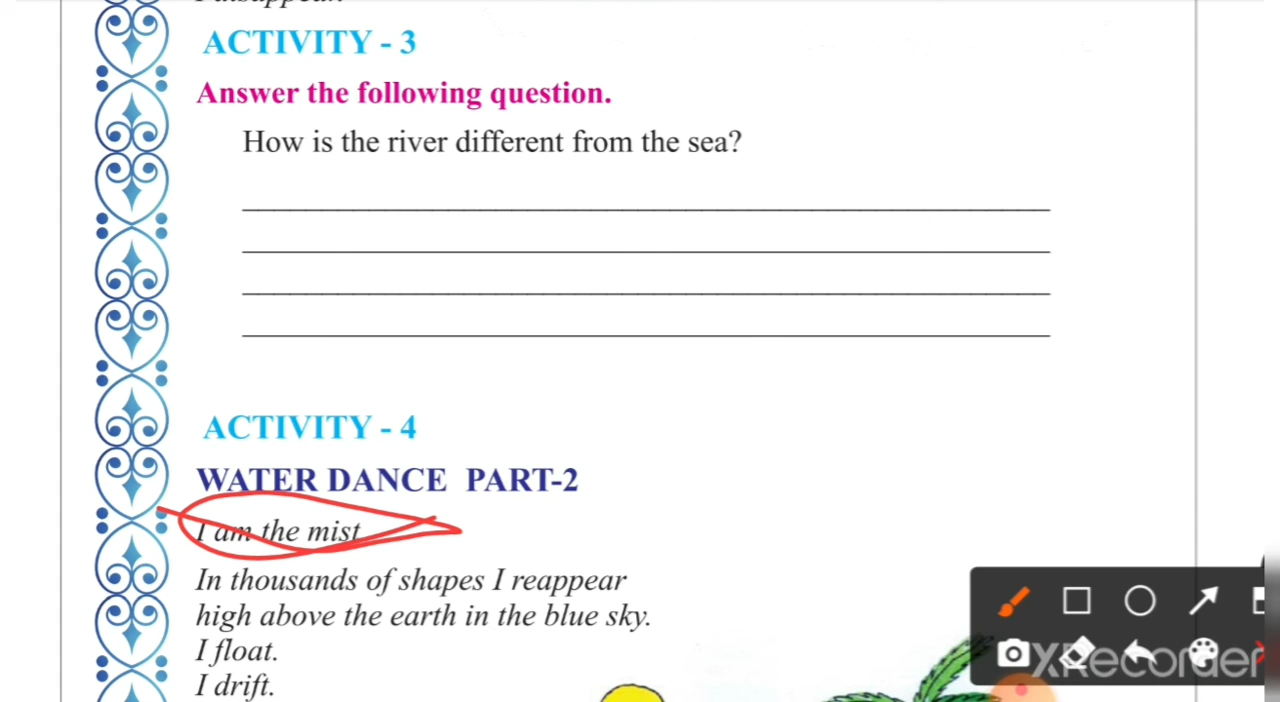 ACTIVITY - 3
Answer the following question.
How is the river different from the sea?
ACTIVITY - 4
WATER DANCE PART-2
I am the mist
In thousands of shapes I reappear
high above the earth in the blue sky.
I float.
I drift.
XRecorder